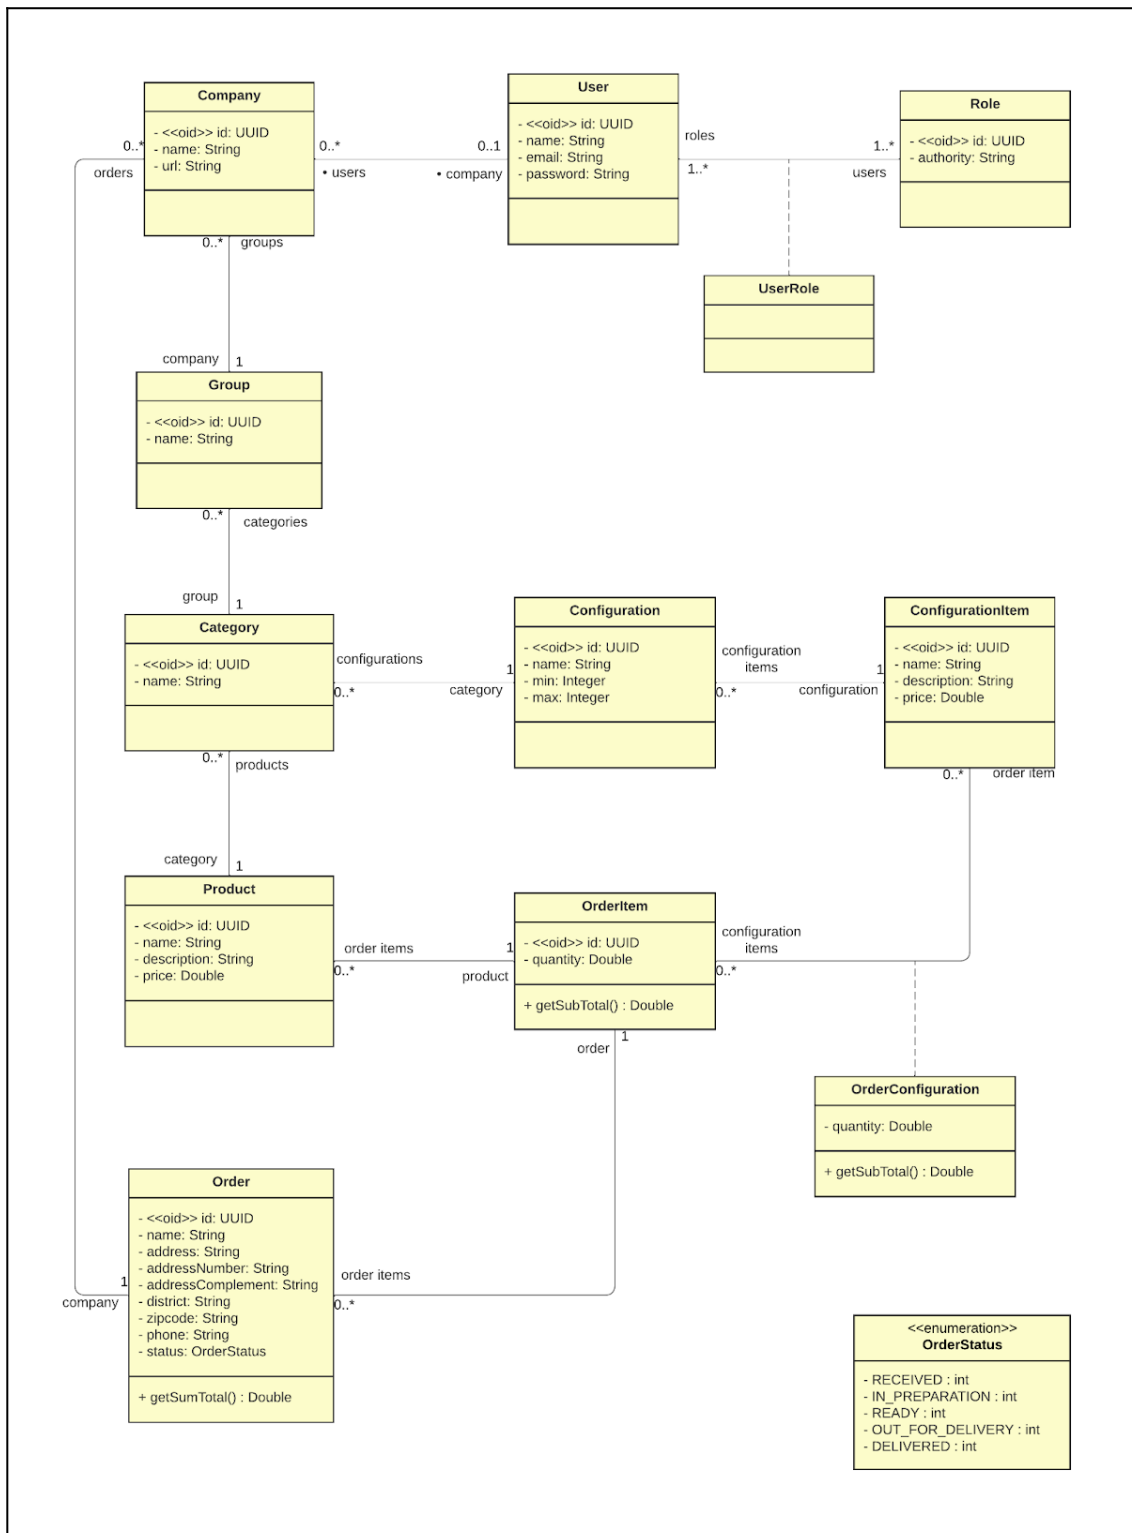 Company
- <<oid>> id: UUID
- name: String
- url: String
User
- <<oid>> id: UUID
- name: String
- email: String
- password: String
Role
- <<oid>> id: UUID
- authority: String
0..*
orders
0..*
• users
0..1
• company
roles
1..*
1..*
users
0..*
groups
UserRole
company
1
Group
- <<oid>> id: UUID
- name: String
0..*
categories
group
1
Category
- <<oid>> id: UUID
- name: String
configurations
0..*
1
category
Configuration
- <<oid>> id: UUID
- name: String
- min: Integer
- max: Integer
configuration
items
0..*
1
configuration
ConfigurationItem
- <<oid>> id: UUID
- name: String
- description: String
- price: Double
0..*
products
0..*
order item
category
1
Product
- <<oid>> id: UUID
- name: String
- description: String
- price: Double
order items
0..*
1
product
OrderItem
- <<oid>> id: UUID
- quantity: Double
+ getSubTotal() : Double
configuration
items
0..*
1
order
OrderConfiguration
- quantity: Double
+ getSubTotal() : Double
Order
- <<oid>> id: UUID
- name: String
- address: String
- addressNumber: String
- addressComplement: String
- district: String
- zipcode: String
- phone: String
- status: OrderStatus
+ getSumTotal() : Double
1
company
order items
0..*
<<enumeration>>
OrderStatus
- RECEIVED : int
- IN_PREPARATION : int
- READY : int
- OUT_FOR_DELIVERY : int
- DELIVERED : int